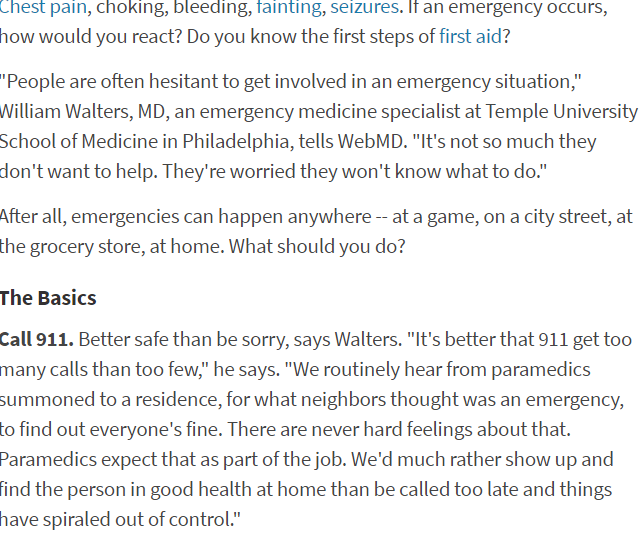 Chest pain, choking, bleeding, fainting, seizures. If an emergency occurs,
how would you react? Do you know the first steps of first aid?
"People are often hesitant to get involved in an emergency situation,"
William Walters, MD, an emergency medicine specialist at Temple University
School of Medicine in Philadelphia, tells WebMD. "It's not so much they
don't want to help. They're worried they won't know what to do."
After all, emergencies can happen anywhere -- at a game, on a city street, at
the grocery store, at home. What should you do?
The Basics
Call 911. Better safe than be sorry, says Walters. "It's better that 911 get too
many calls than too few," he says. "We routinely hear from paramedics
summoned to a residence, for what neighbors thought was an emergency,
to find out everyone's fine. There are never hard feelings about that.
Paramedics expect that as part of the job. We'd much rather show up and
find the person in good health at home than be called too late and things
have spiraled out of control."